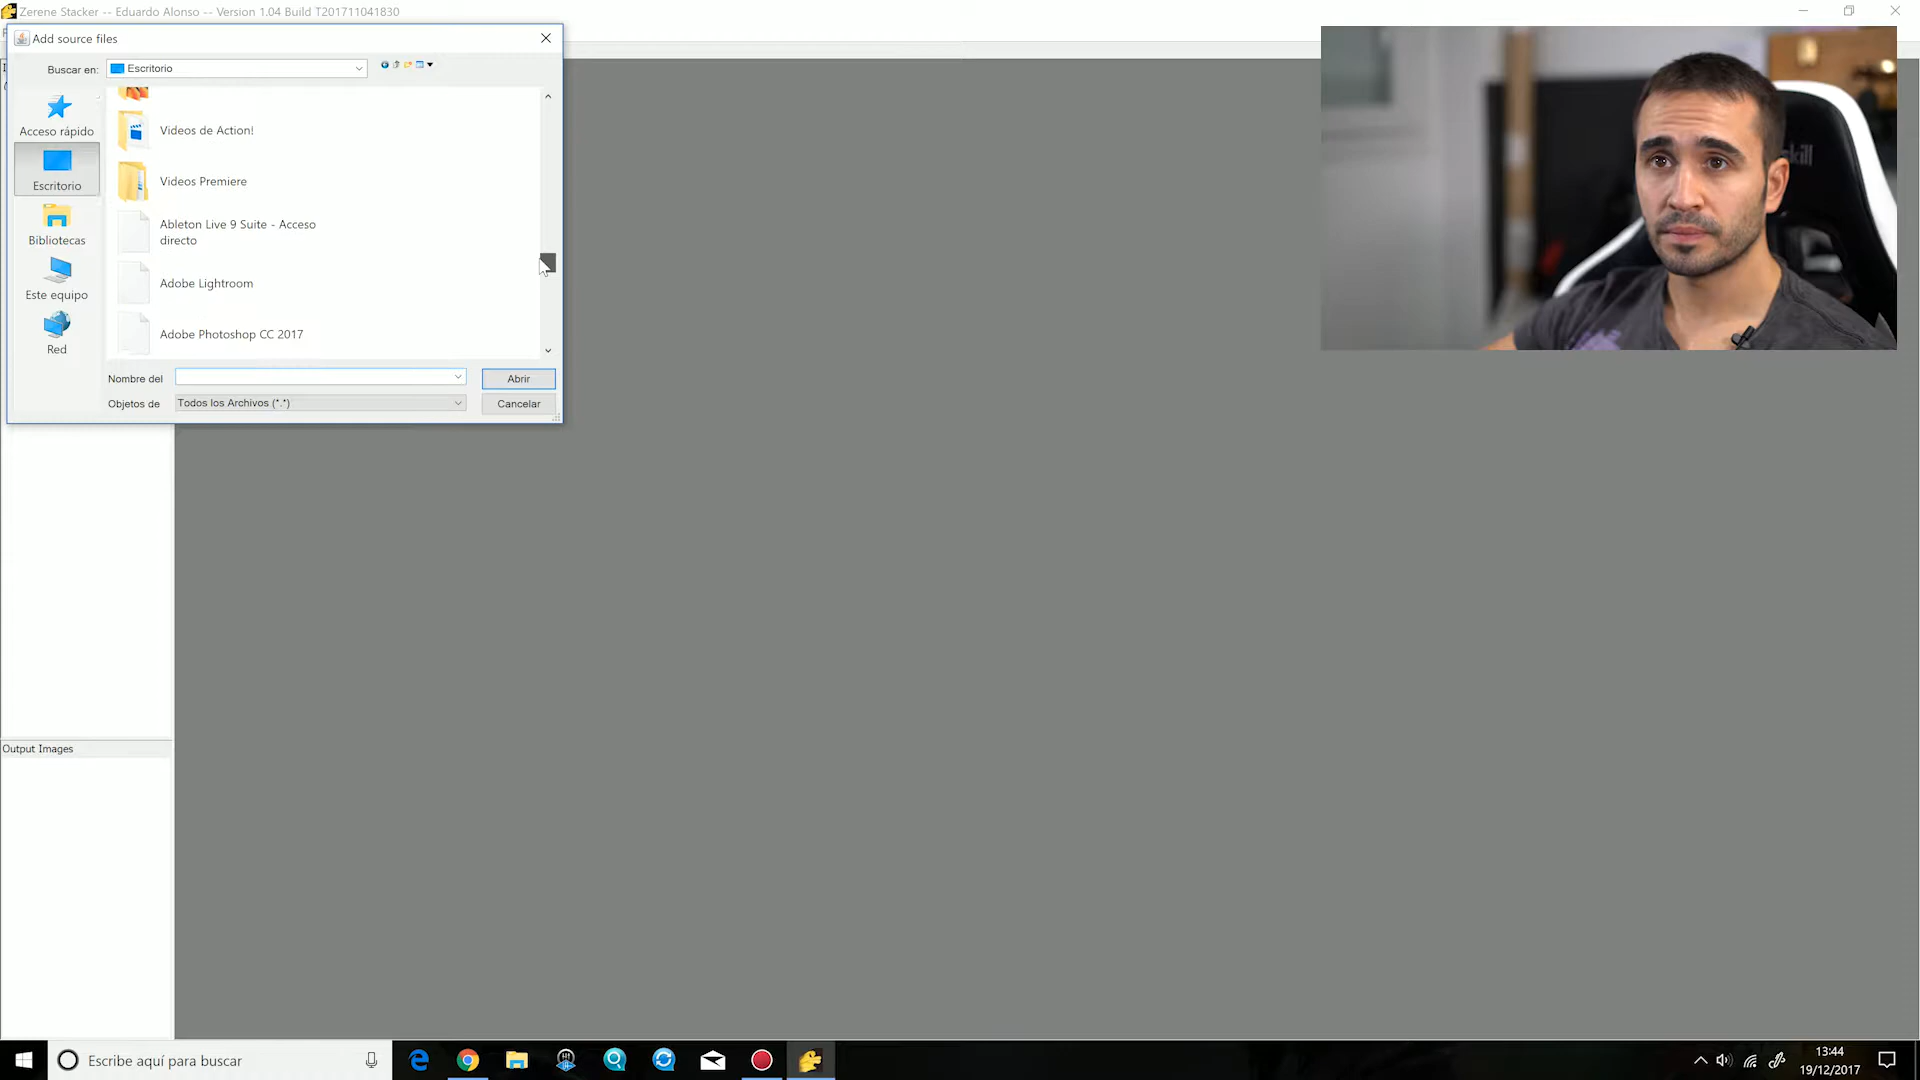 Zerene Stacker -- Eduardo Alonso -- Version 1.04 Build T201711041830
Add source files
Buscar en:
Escritorio
Acceso rápido
Escritorio
Bibliotecas
Este equipo
Red
Videos de Action!
Videos Premiere
Ableton Live 9 Suite - Acceso
directo
Adobe Lightroom
Adobe Photoshop CC 2017
Nombre del
Abrir
Objetos de
Todos los Archivos (*.*)
Cancelar
Output Images
Escribe aquí para buscar
13:44
19/12/2017